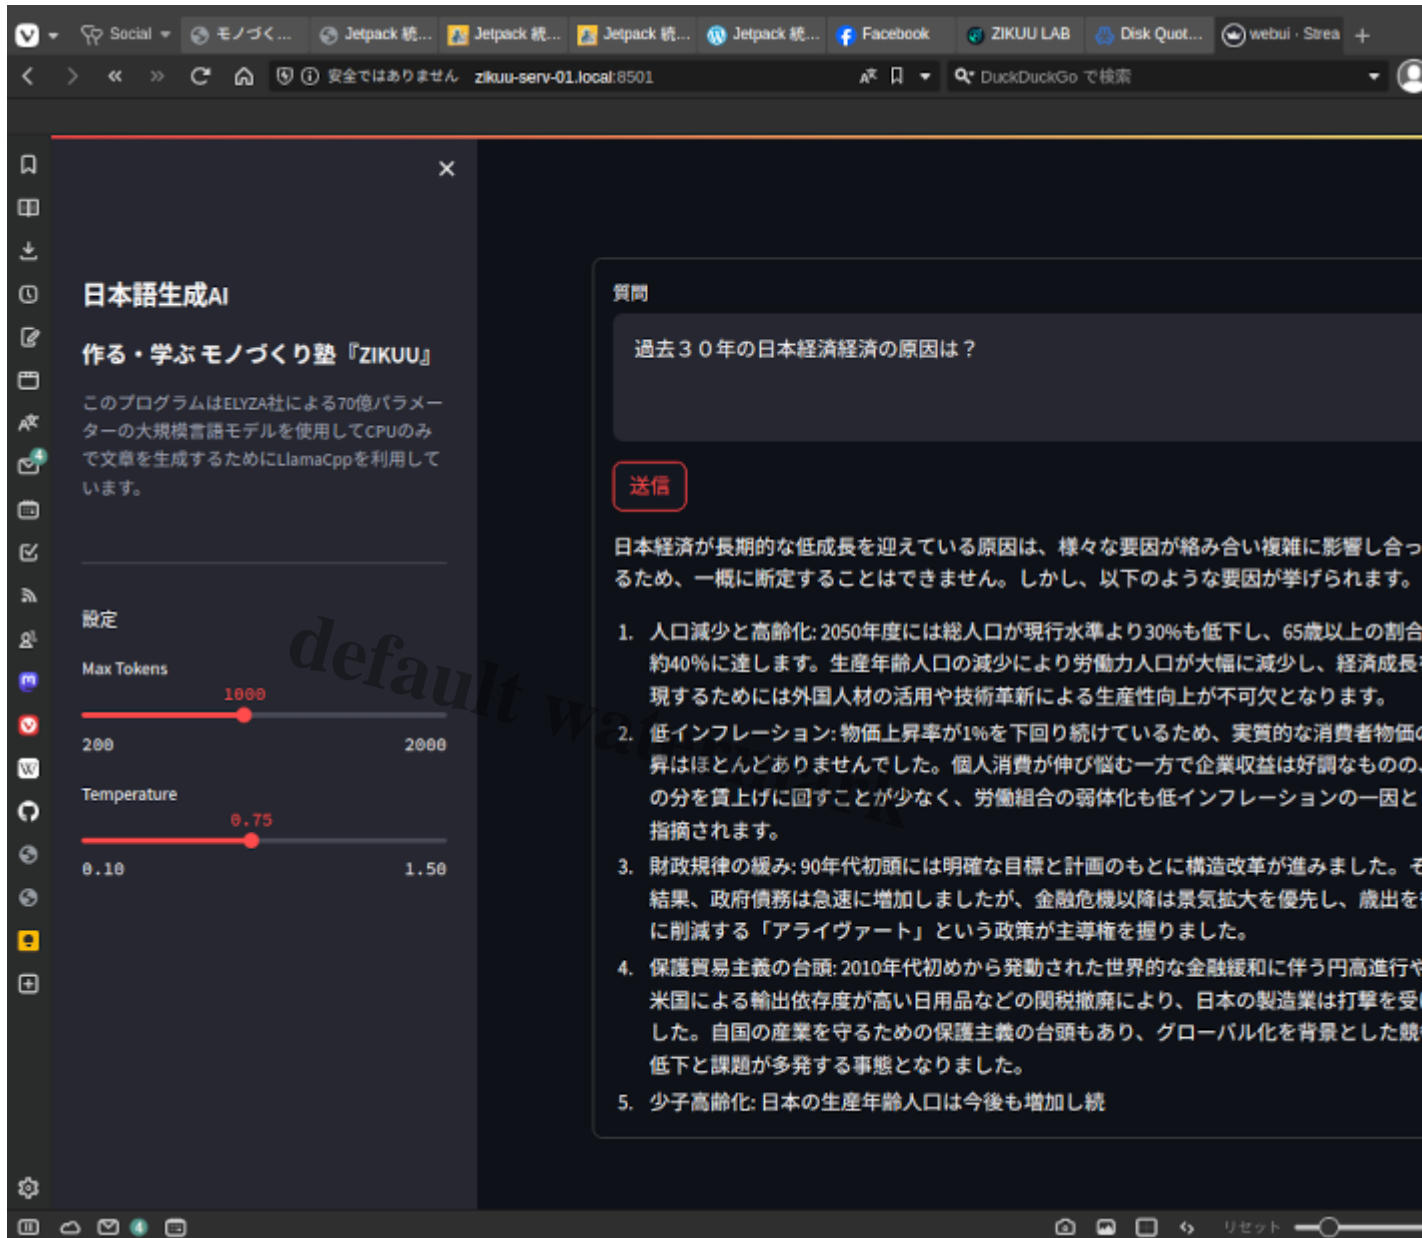 Social
モノづく...
Jetpack 統...
Jetpack 統...
Jetpack 統...
Jetpack 統...
Facebook
ZIKUU LAB
Disk Quot...
webui · Strea
安全ではありません zikuu-serv-01.local:8501
DuckDuckGo で検索
日本語生成AI
作る・学ぶ モノづくり塾『ZIKUU』
このプログラムはELYZA社による70億パラメー
ターの大規模言語モデルを使用してCPUのみ
で文章を生成するためにLlamaCppを利用して
います。
設定
Max Tokens
1000
200 2000
Temperature
0.75
0.10 1.50
質問
過去３０年の日本経済経済の原因は？
送信
日本経済が長期的な低成長を迎えている原因は、様々な要因が絡み合い複雑に影響し合っ
るため、一概に断定することはできません。しかし、以下のような要因が挙げられます。
1. 人口減少と高齢化: 2050年度には総人口が現行水準より30%も低下し、65歳以上の割合
約40%に達します。生産年齢人口の減少により労働力人口が大幅に減少し、経済成長
現するためには外国人材の活用や技術革新による生産性向上が不可欠となります。
2. 低インフレーション: 物価上昇率が1%を下回り続けているため、実質的な消費者物価の
昇はほとんどありませんでした。個人消費が伸び悩む一方で企業収益は好調なものの、
の分を賃上げに回すことが少なく、労働組合の弱体化も低インフレーションの一因と
指摘されます。
3. 財政規律の緩み: 90年代初頭には明確な目標と計画のもとに構造改革が進みました。そ
結果、政府債務は急速に増加しましたが、金融危機以降は景気拡大を優先し、歳出を
に削減する「アライヴァート」という政策が主導権を握りました。
4. 保護貿易主義の台頭: 2010年代初めから発動された世界的な金融緩和に伴う円高進行や
米国による輸出依存度が高い日用品などの関税撤廃により、日本の製造業は打撃を受け
した。自国の産業を守るための保護主義の台頭もあり、グローバル化を背景とした競
低下と課題が多発する事態となりました。
5. 少子高齢化: 日本の生産年齢人口は今後も増加し続
default watermark
4
4
リセット